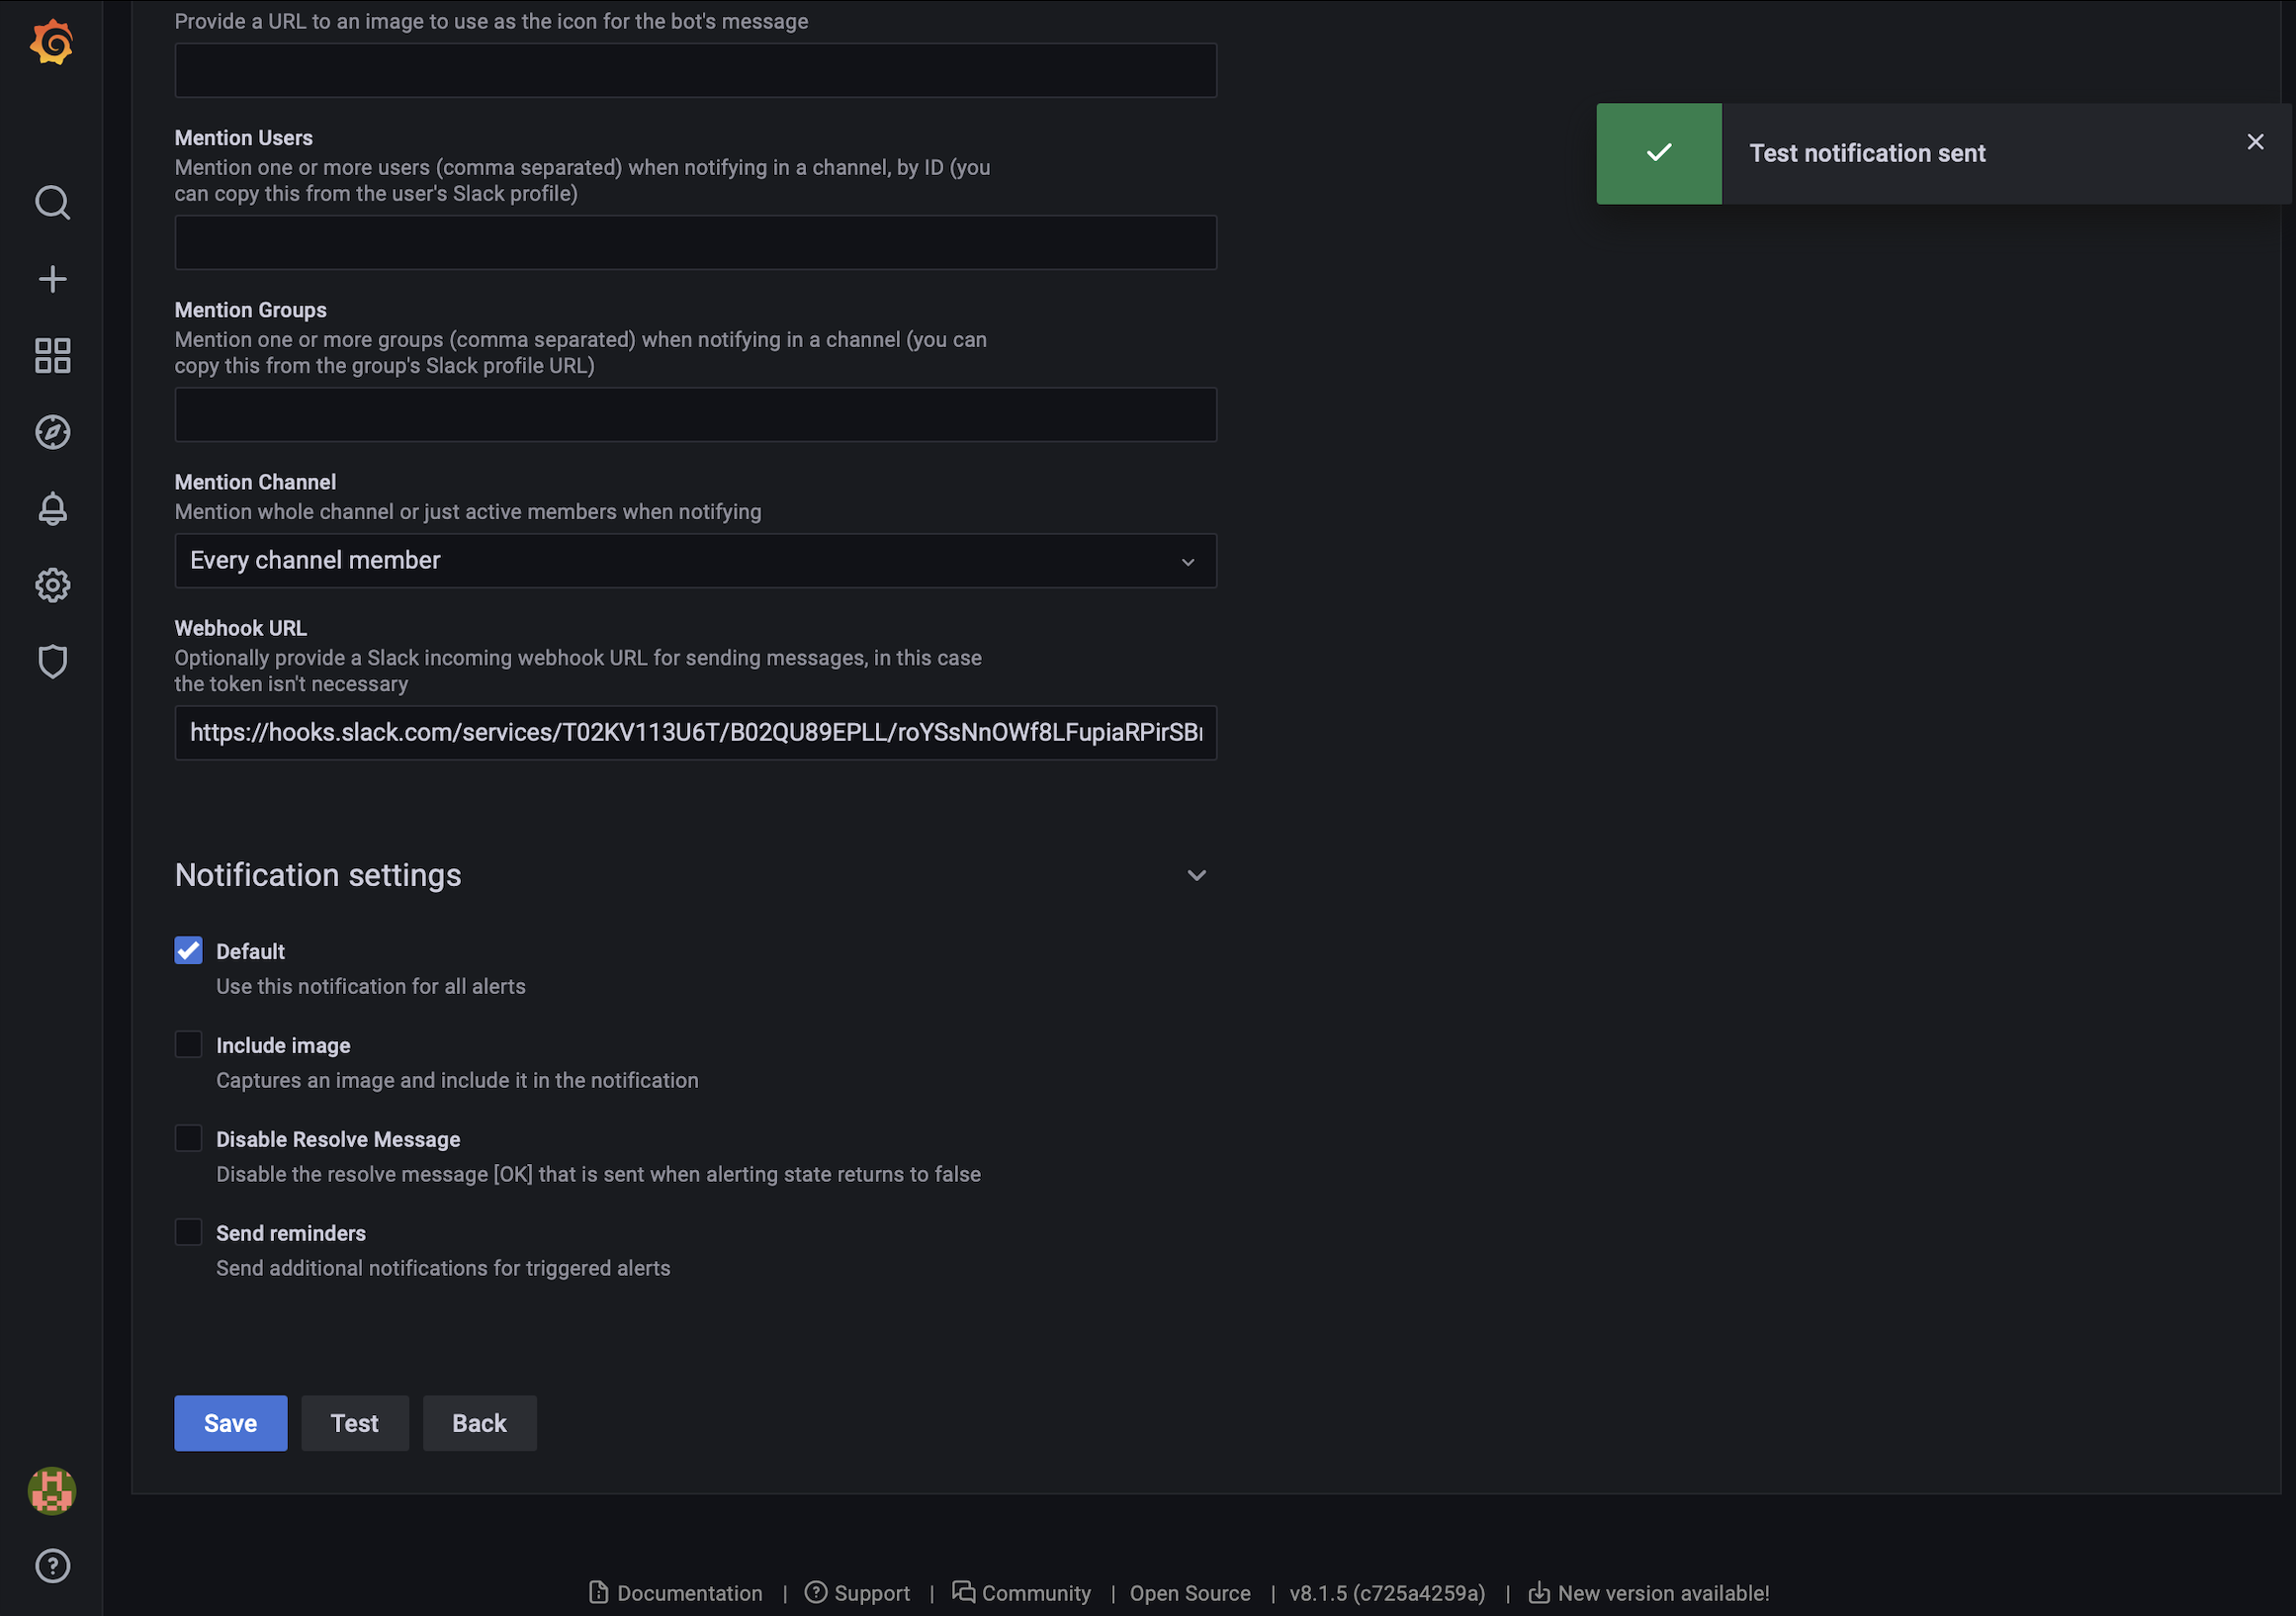 Provide a URL to an image to use as the icon for the bot's message
Test notification sent
Mention Users
Mention one or more users (comma separated) when notifying in a channel, by ID (you
can copy this from the user's Slack profile)
Mention Groups
Mention one or more groups (comma separated) when notifying in a channel (you can
copy this from the group's Slack profile URL)
Mention Channel
Mention whole channel or just active members when notifying
Every channel member
Webhook URL
Optionally provide a Slack incoming webhook URL for sending messages, in this case
the token isn't necessary
https://hooks.slack.com/services/T02KV113U6T/B02QU89EPLL/roYSsNnOWf8LFupiaRPirSB
Notification settings
Default
Use this notification for all alerts
Include image
Captures an image and include it in the notification
Disable Resolve Message
Disable the resolve message [OK] that is sent when alerting state returns to false
Send reminders
Send additional notifications for triggered alerts
Save Test Back
Documentation | Support | Community | Open Source | v8.1.5 (c725a4259a) | New version available!